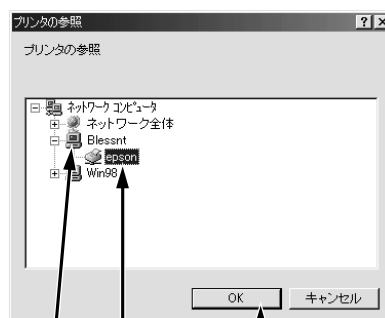 プリンタの参照
プリンタの参照
ネットワーク コンピュータ
ネットワーク全体
Blessnt
epson
Win98
OK
キャンセル